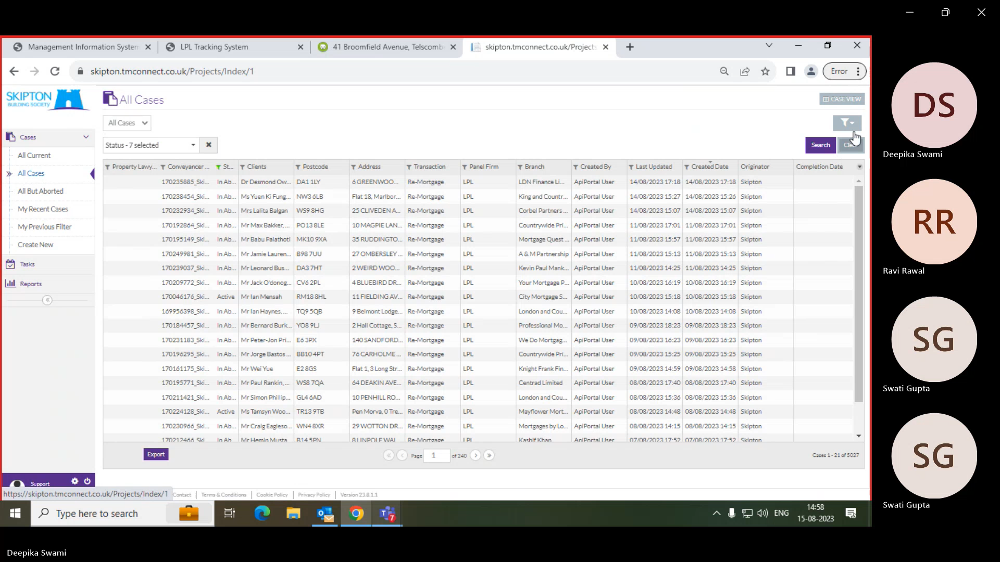 Management Information System
LPL Tracking System
41 Broomfield Avenue, Telscomb
skipton.tmconnect.co.uk/Projects
skipton.tmconnect.co.uk/Projects/Index/1
Error
SKIPTON
BUILDING SOCIETY
All Cases
CASE VIEW
All Cases
Status - 7 selected
Search
Cases
All Current
All Cases
All But Aborted
My Recent Cases
My Previous Filter
Create New
Tasks
Reports
Property Lawy... Conveyancer ... St... Clients Postcode Address Transaction Panel Firm Branch Created By Last Updated Created Date Originator Completion Date
170235885_Ski... In Ab... Dr Desmond Ow... DA1 1LY 6 GREENWOO... Re-Mortgage LPL LDN Finance Li... ApiPortal User 14/08/2023 17:18 14/08/2023 17:18 Skipton
170238454_Ski... In Ab... Ms Yuen Ki Fung... NW3 6LB Flat 18, Marlbor... Re-Mortgage LPL King and Countr... ApiPortal User 14/08/2023 15:27 14/08/2023 15:26 Skipton
170232934_Ski... In Ab... Mrs Lalita Balgan WS9 8HG 25 CLIVEDEN A... Re-Mortgage LPL Corbel Partners ... ApiPortal User 14/08/2023 15:07 14/08/2023 15:07 Skipton
170192864_Ski... In Ab... Mr Max Bakker, ... PO13 8LE 10 MAGPIE LAN... Re-Mortgage LPL Countrywide Pri... ApiPortal User 11/08/2023 17:01 11/08/2023 17:01 Skipton
170195149_Ski... In Ab... Mr Babu Palathoti MK10 9XA 35 RUDDINGTO... Re-Mortgage LPL Mortgage Quest ... ApiPortal User 11/08/2023 15:57 11/08/2023 15:57 Skipton
170249981_Ski... In Ab... Mr Jamie Lauren... B98 7UU 27 OMBERSLEY ... Re-Mortgage LPL A & M Partnership ApiPortal User 11/08/2023 15:13 11/08/2023 15:13 Skipton
170239037_Ski... In Ab... Mr Leonard Bus... DA3 7HT 2 WEIRD WOO... Re-Mortgage LPL Kevin Paul Mank... ApiPortal User 11/08/2023 14:25 11/08/2023 14:25 Skipton
170209772_Ski... In Ab... Mr Jack O'donog... CV6 2PL 4 BLUEBIRD DR... Re-Mortgage LPL Your Mortgage P... ApiPortal User 10/08/2023 16:19 10/08/2023 16:19 Skipton
170046176_Ski... Active Mr Ian Mensah RM18 8HL 11 FIELDING AV... Re-Mortgage LPL City Mortgage S... ApiPortal User 10/08/2023 15:18 10/08/2023 15:18 Skipton
169956398_Ski... In Ab... Mr Ian Haynes, ... TQ9 5QB 9 Belmont Lodge... Re-Mortgage LPL London and Cou... ApiPortal User 10/08/2023 14:08 10/08/2023 14:08 Skipton
170184457_Ski... In Ab... Mr Bernard Burk... YO8 9LJ 2 Hall Cottage, S... Re-Mortgage LPL Professional Mo... ApiPortal User 09/08/2023 18:23 09/08/2023 18:23 Skipton
170231183_Ski... In Ab... Mr Peter-Jon Pri... E6 3PX 140 SANDFORD... Re-Mortgage LPL We Do Mortgag... ApiPortal User 09/08/2023 16:23 09/08/2023 16:23 Skipton
170196295_Ski... In Ab... Mr Jorge Bastos ... BB10 4PT 76 CARHOLME ... Re-Mortgage LPL Countrywide Pri... ApiPortal User 09/08/2023 15:25 09/08/2023 15:25 Skipton
170161175_Ski... In Ab... Mr Wei Yue E2 8GS Flat 1, 3 Long Str... Re-Mortgage LPL Knight Frank Fin... ApiPortal User 09/08/2023 14:59 09/08/2023 14:58 Skipton
170195771_Ski... In Ab... Mr Paul Rankin, ... WS8 7QA 64 DEAKIN AVE... Re-Mortgage LPL Centrad Limited ApiPortal User 08/08/2023 17:40 08/08/2023 17:40 Skipton
170211421_Ski... In Ab... Mr Simon Phillip... GL4 6AD 10 PENHILL RO... Re-Mortgage LPL London and Cou... ApiPortal User 08/08/2023 15:36 08/08/2023 15:36 Skipton
170224128_Ski... Active Ms Tamsyn Woo... TR13 9TB Pen Morva, 0 Tre... Re-Mortgage LPL Mayflower Mort... ApiPortal User 08/08/2023 14:48 08/08/2023 14:48 Skipton
170230966_Ski... In Ab... Mr Craig Eagleso... WN4 8XR 29 WOTTON DR... Re-Mortgage LPL Mortgages by Lo... ApiPortal User 08/08/2023 14:15 08/08/2023 14:15 Skipton
170212466_Ski... In Ab... Mr Hemin Musta... B14 5PN Re-Mortgage LPL Kashif Khan ApiPortal User 07/08/2023 17:52 07/08/2023 17:52 Skipton
Export
Page 1 of 240
Cases 1 - 21 of 5037
Support
https://skipton.tmconnect.co.uk/Projects/Index/1
Contact Terms & Conditions Cookie Policy Privacy Policy Version 23.8.1.1
Type here to search
7
ENG
14:58
15-08-2023
DS
Deepika Swami
RR
Ravi Rawal
SG
Swati Gupta
SG
Swati Gupta
Deepika Swami